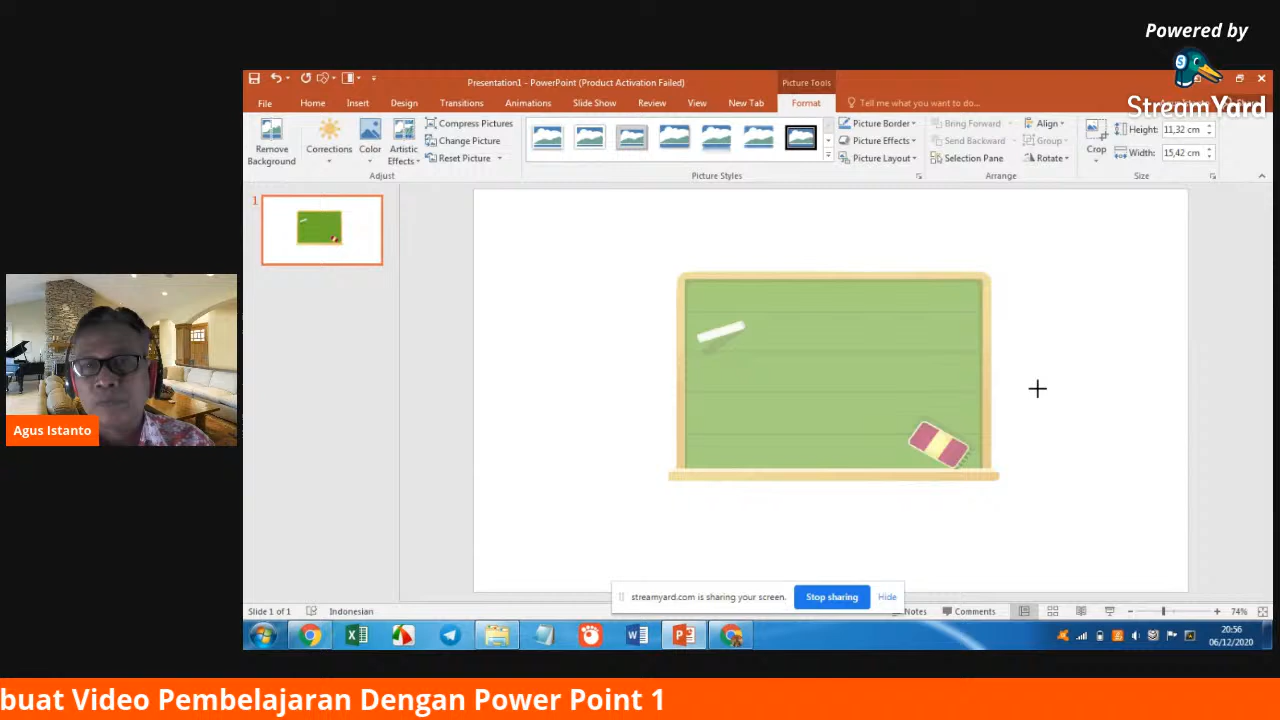 Powered by
StreamYard
Presentation1 - PowerPoint (Product Activation Failed)
Picture Tools
File
Home
Insert
Design
Transitions
Animations
Slide Show
Review
View
New Tab
Format
Tell me what you want to do...
Remove
Background
Corrections
Color
Artistic
Effects
Compress Pictures
Change Picture
Reset Picture
Adjust
Picture Styles
Picture Border
Picture Effects
Picture Layout
Bring Forward
Send Backward
Selection Pane
Align
Group
Rotate
Arrange
Crop
Height: 11,32 cm
Width: 15,42 cm
Size
1
Agus Istanto
streamyard.com is sharing your screen.
Stop sharing
Hide
Slide 1 of 1
Indonesian
Notes
Comments
74%
20:56
06/12/2020
buat Video Pembelajaran Dengan Power Point 1